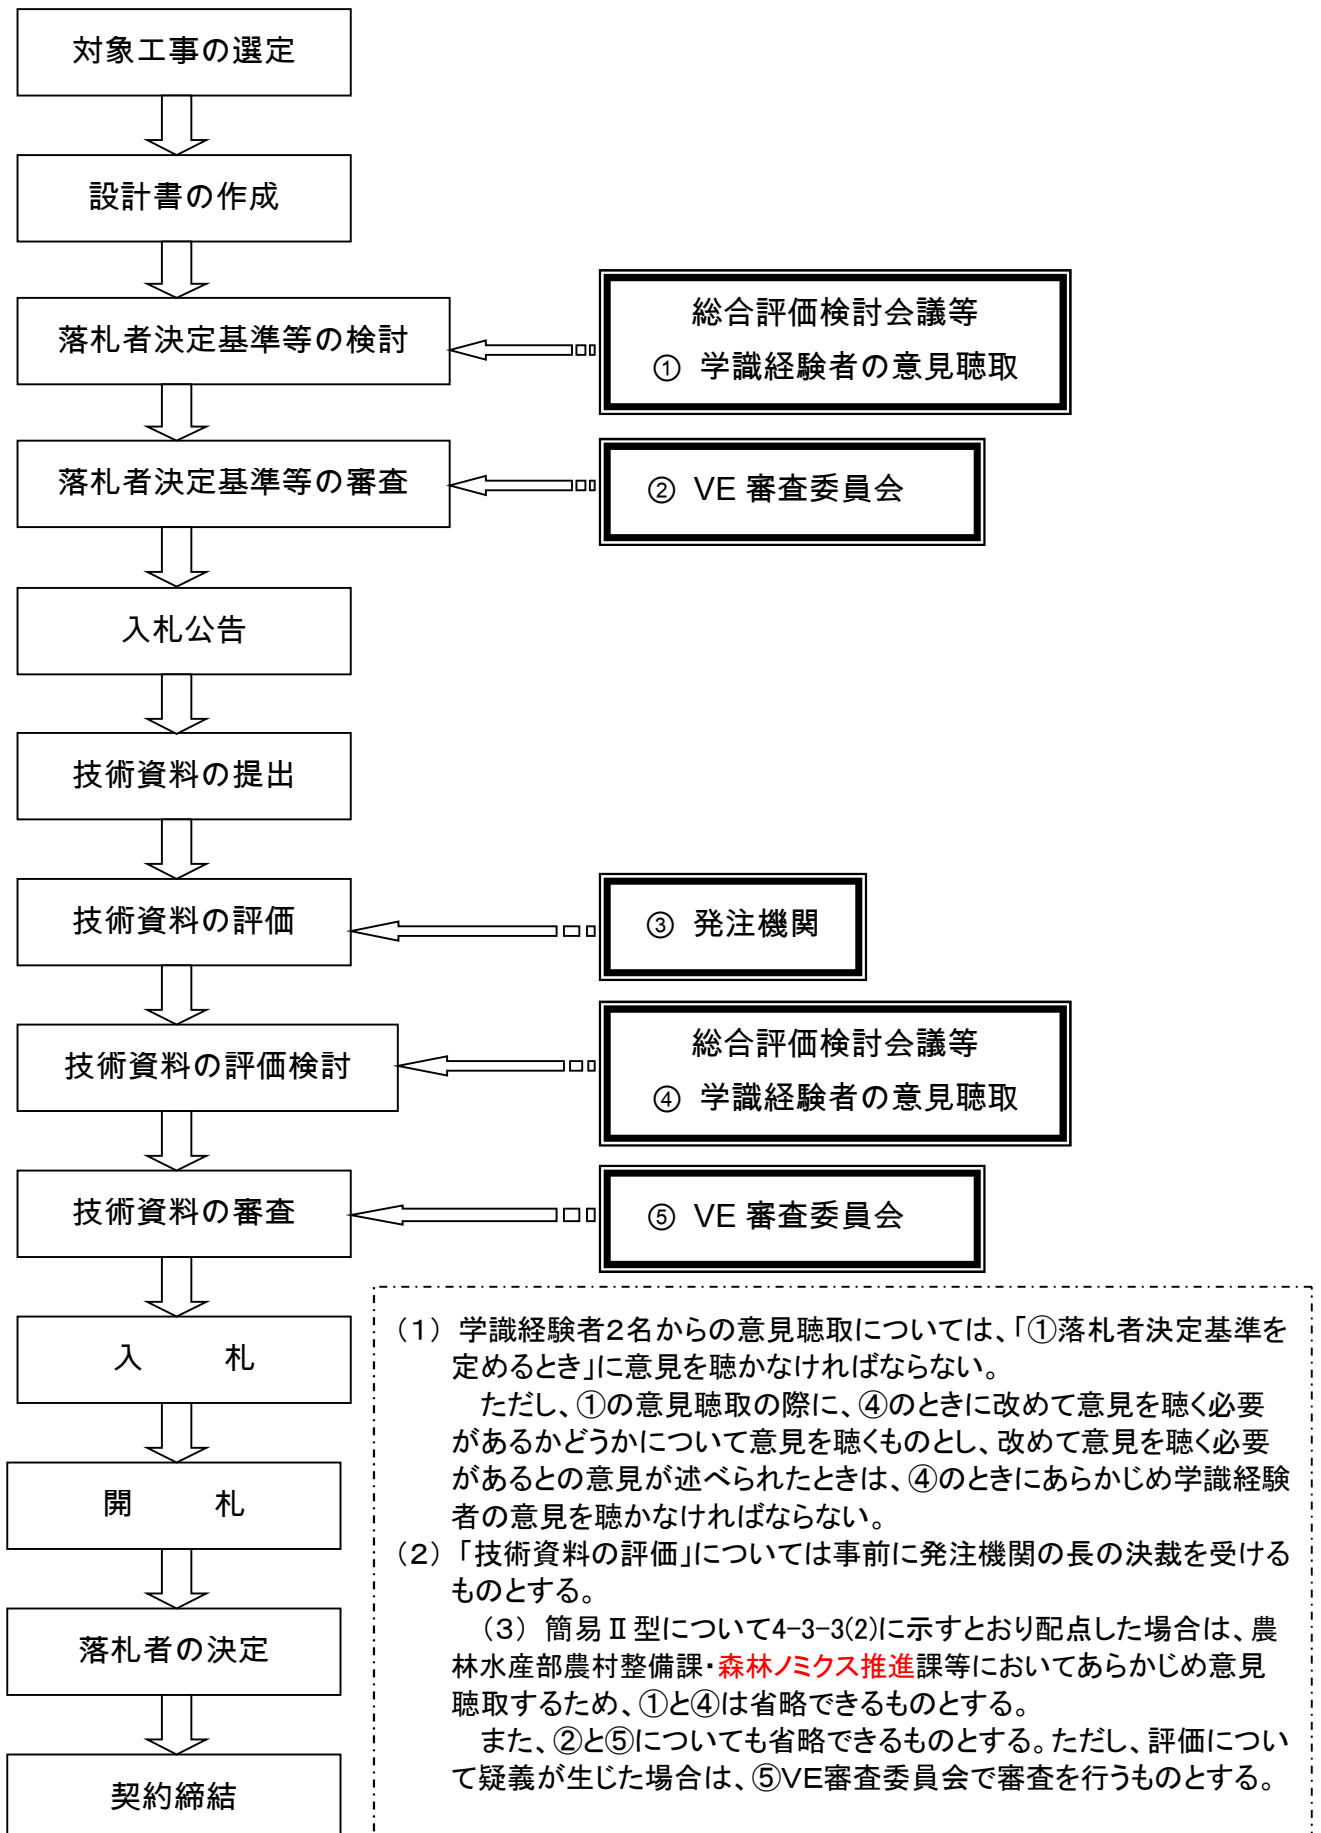 対象工事の選定
設計書の作成
落札者決定基準等の検討
総合評価検討会議等
① 学識経験者の意見聴取
落札者決定基準等の審査
② VE 審査委員会
入札公告
技術資料の提出
技術資料の評価
③ 発注機関
技術資料の評価検討
総合評価検討会議等
④ 学識経験者の意見聴取
技術資料の審査
⑤ VE 審査委員会
入　　札
開　　札
落札者の決定
契約締結
（１） 学識経験者２名からの意見聴取については、「①落札者決定基準を
定めるとき」に意見を聴かなければならない。
ただし、①の意見聴取の際に、④のときに改めて意見を聴く必要
があるかどうかについて意見を聴くものとし、改めて意見を聴く必要
があるとの意見が述べられたときは、④のときにあらかじめ学識経験
者の意見を聴かなければならない。
（２） 「技術資料の評価」については事前に発注機関の長の決裁を受ける
ものとする。
（３） 簡易Ⅱ型について4-3-3(2)に示すとおり配点した場合は、農
林水産部農村整備課・森林ノミクス推進課等においてあらかじめ意見
聴取するため、①と④は省略できるものとする。
また、②と⑤についても省略できるものとする。ただし、評価につい
て疑義が生じた場合は、⑤VE審査委員会で審査を行うものとする。